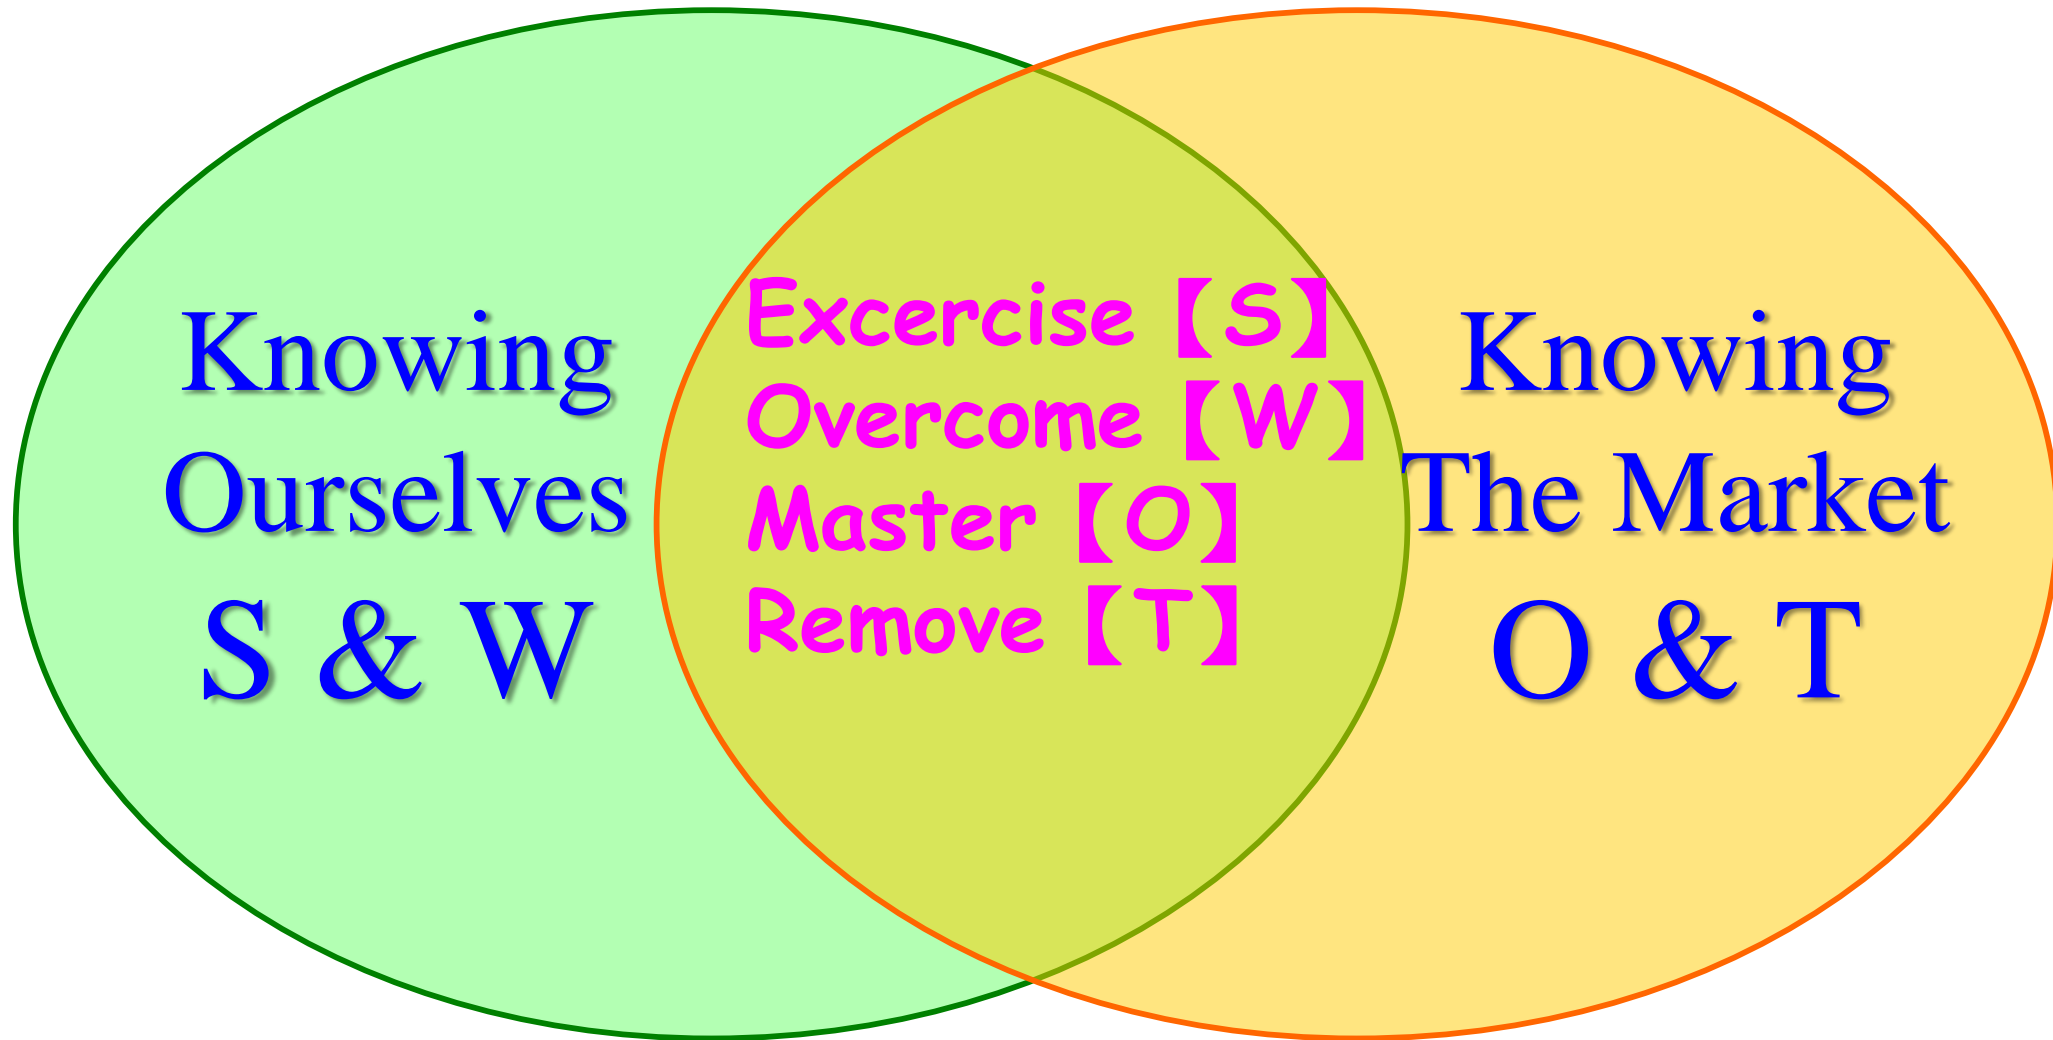 Knowing
Ourselves
S & W
Excercise【S】
Overcome【W】
Master【O】
Remove【T】
Knowing
The Market
O & T